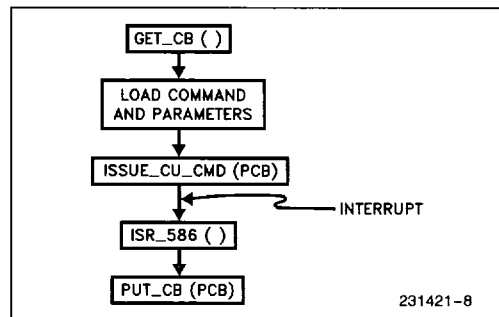 GET_CB ( )
LOAD COMMAND
AND PARAMETERS
ISSUE_CU_CMD (PCB)
INTERRUPT
ISR_586 ( )
PUT_CB (PCB)
231421-8